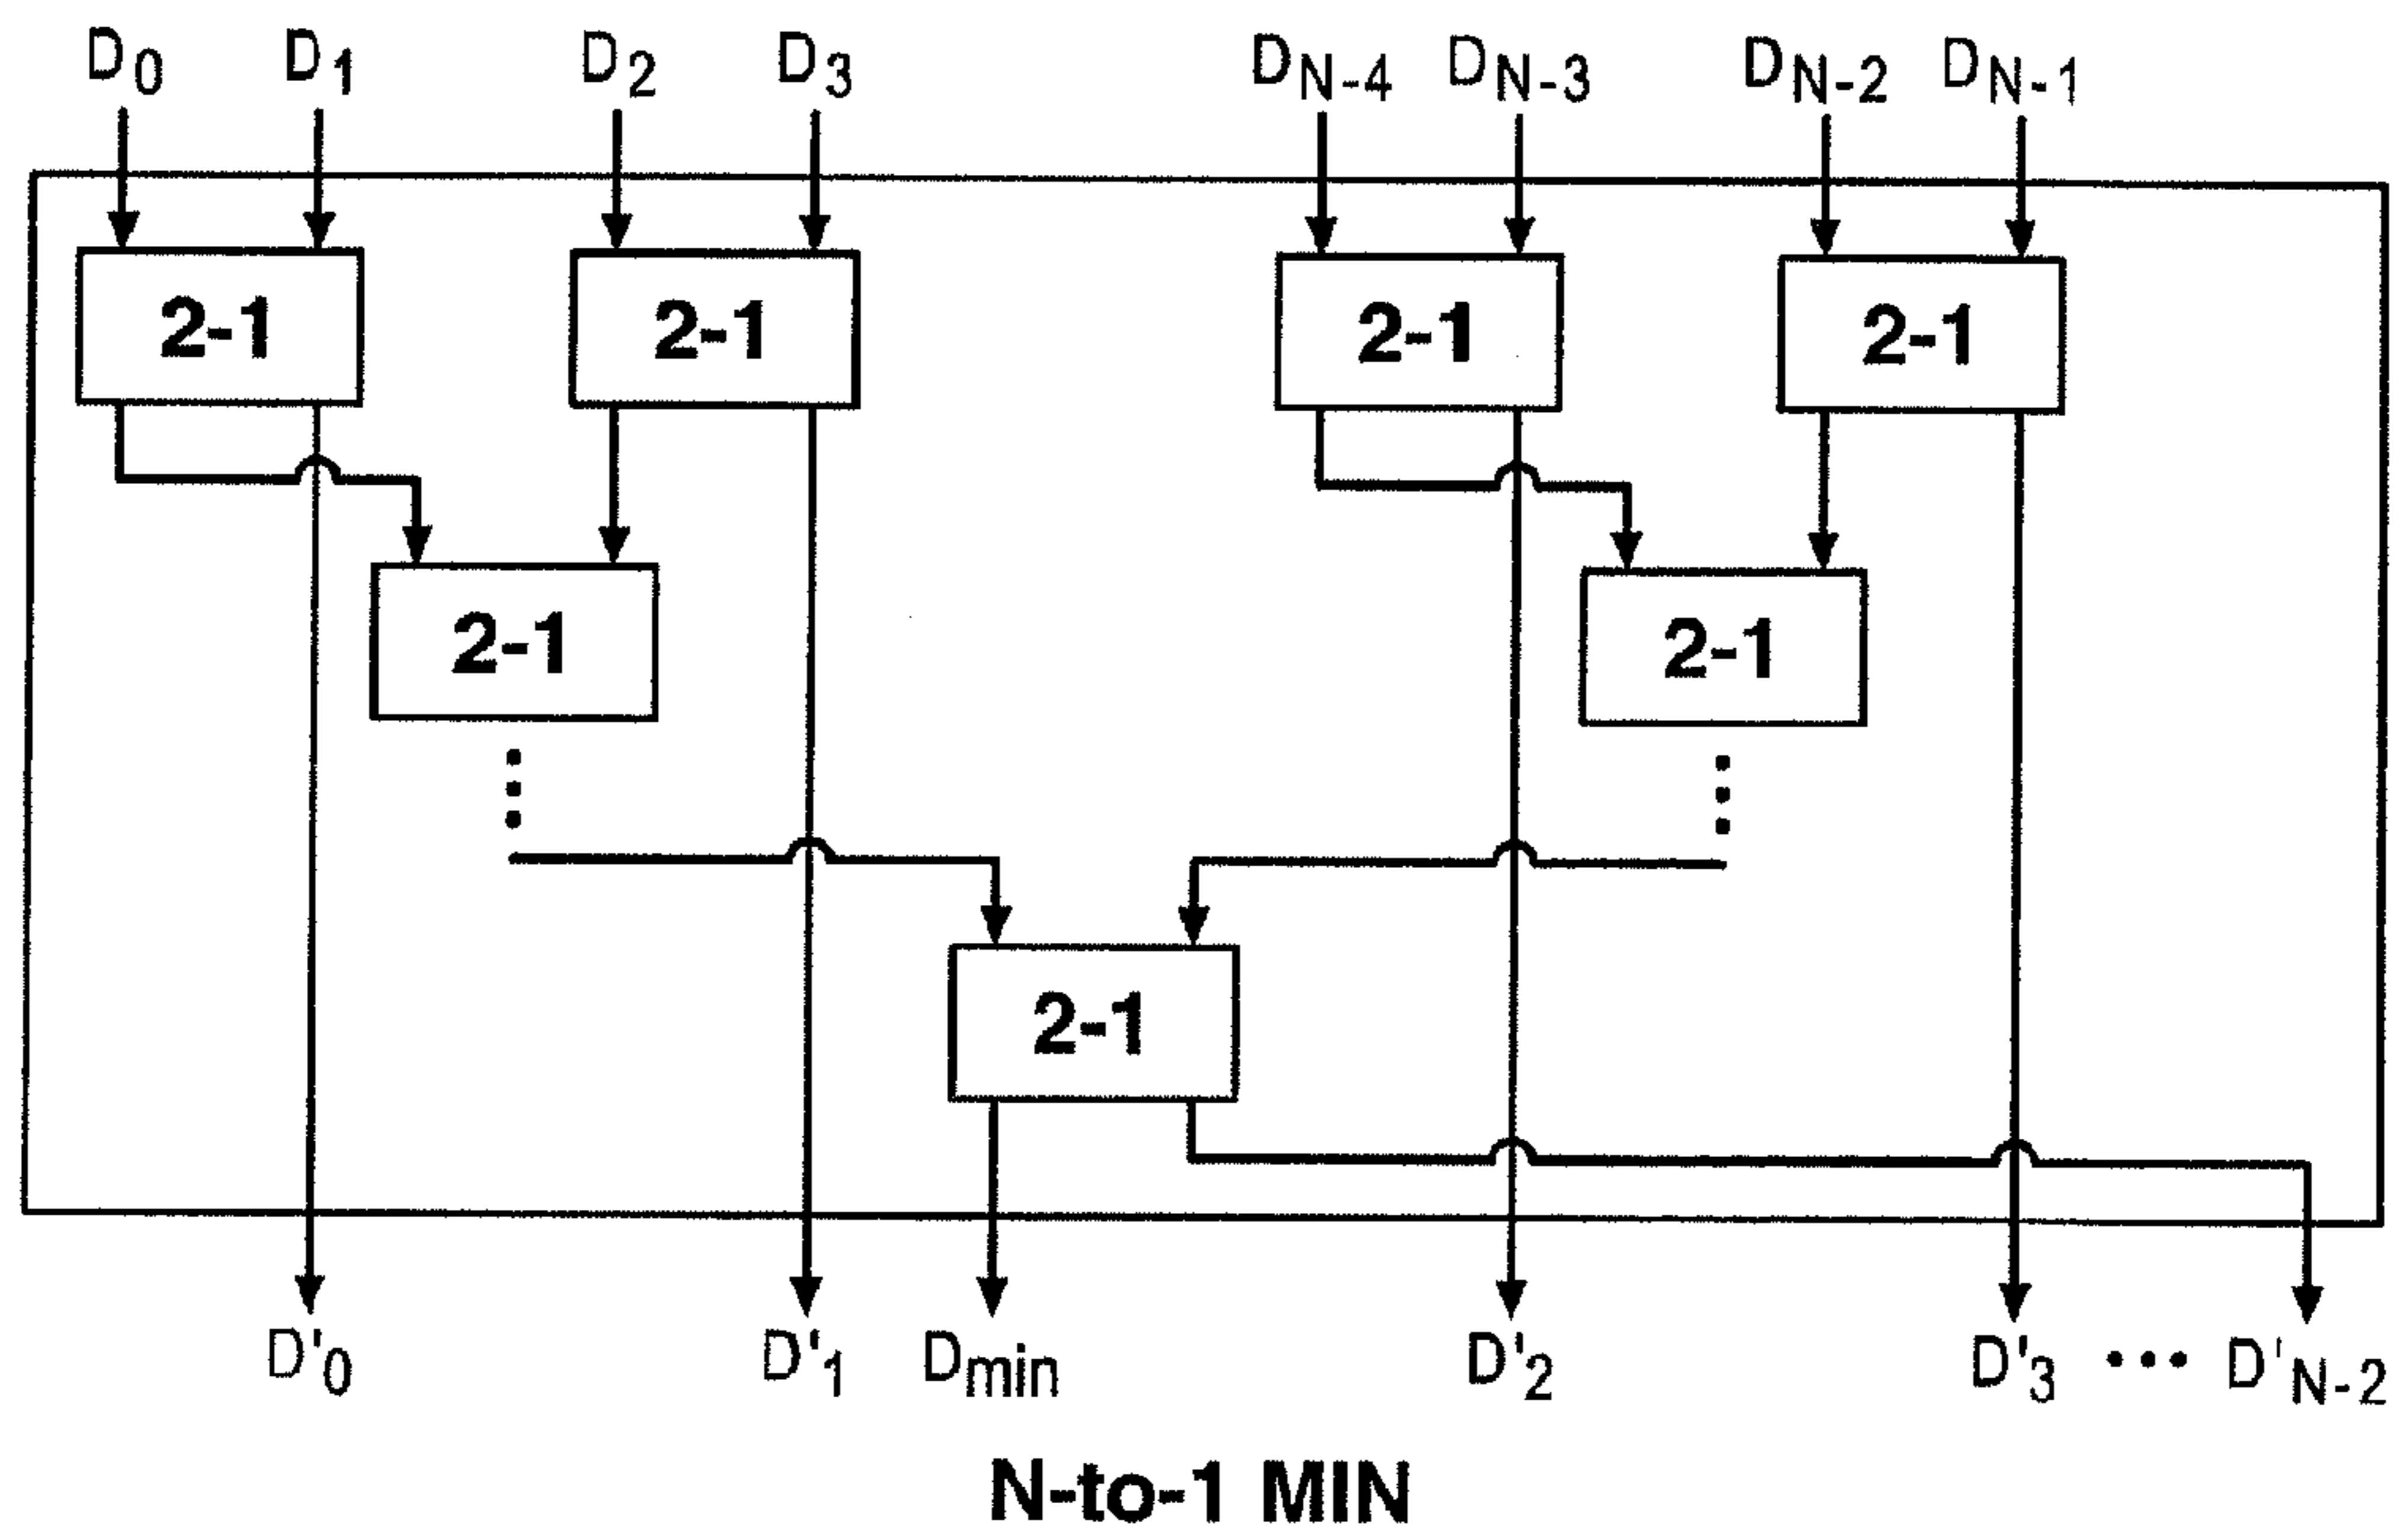 D0 D1 D2 D3 DN-4 DN-3 DN-2 DN-1
2-1 2-1 2-1 2-1
2-1 2-1
2-1
D'0 D'1 Dmin D'2 D'3 ••• D'N-2
N-to-1 MIN